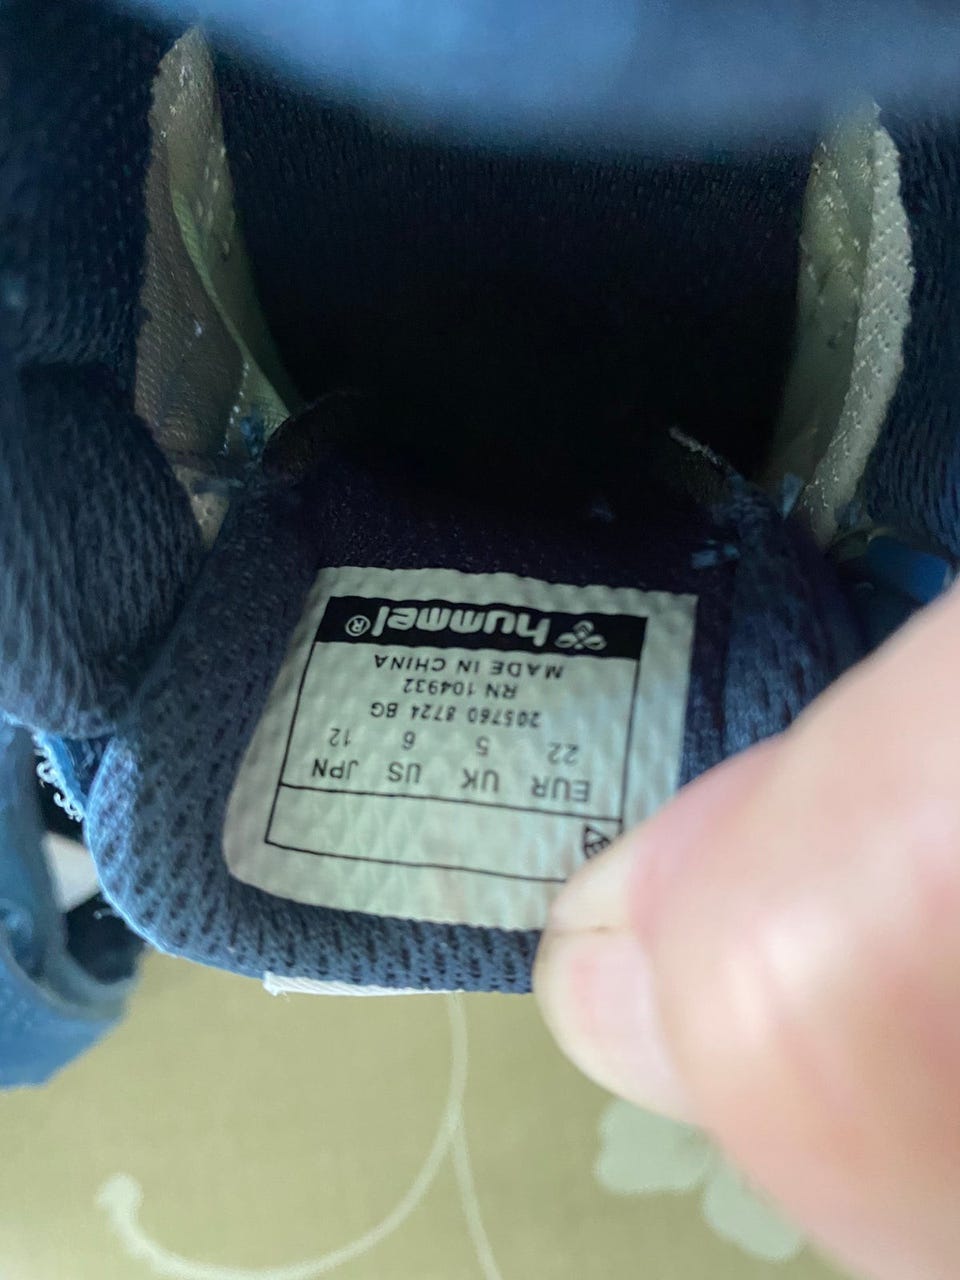 EUR UK US JPN
22 5 6 12
205760 8724 BG
RN 104932
MADE IN CHINA
hummel®